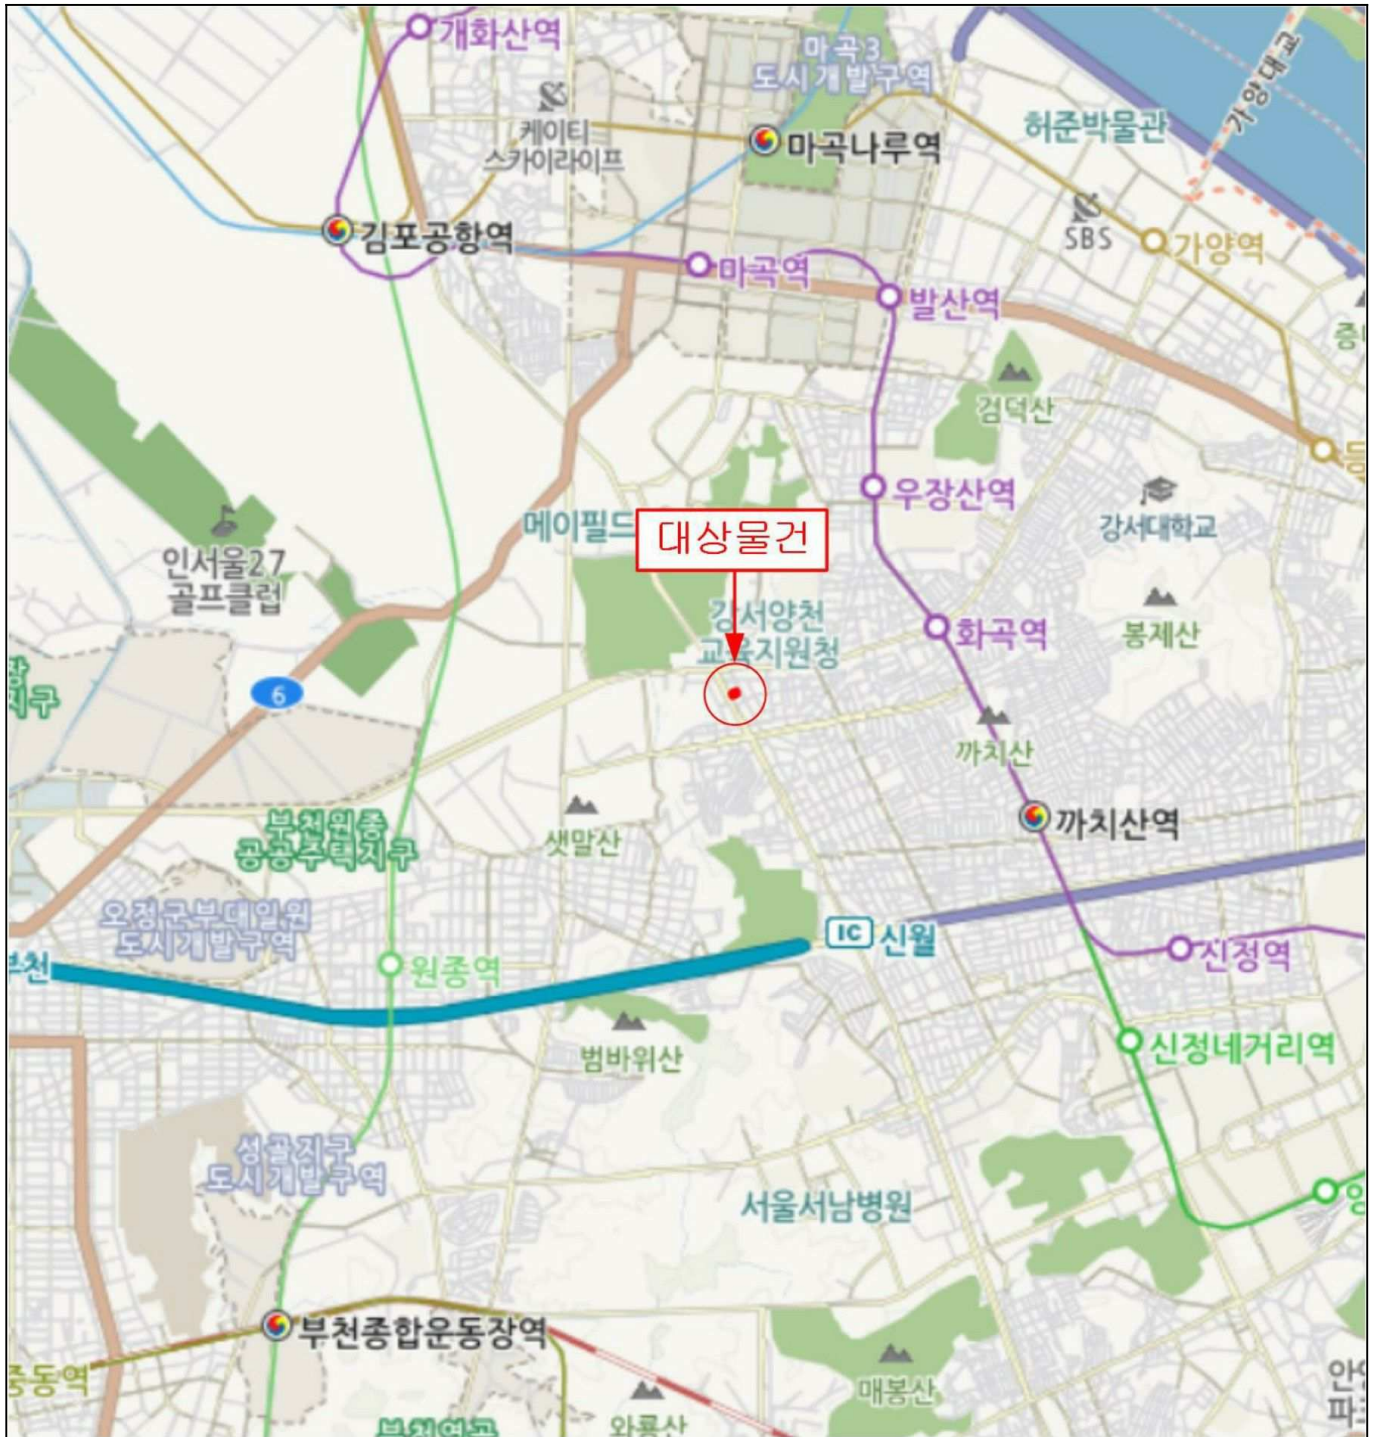 개화산역
마곡3
도시개발구역
가양대교
허준박물관
케이티
스카이라이프
마곡나루역
김포공항역
SBS
가양역
마곡역
발산역
검덕산
우장산역
메이필드
대상물건
강서대학교
인서울27
골프클럽
강서양천
교육지원청
화곡역
봉제산
지구
6
까치산
부천원종
공공주택지구
샛말산
까치산역
오정군부대일원
도시개발구역
IC 신월
신정역
부천
원종역
범바위산
신정네거리역
성골지구
도시개발구역
서울서남병원
부천종합운동장역
중동역
매봉산
와룡산